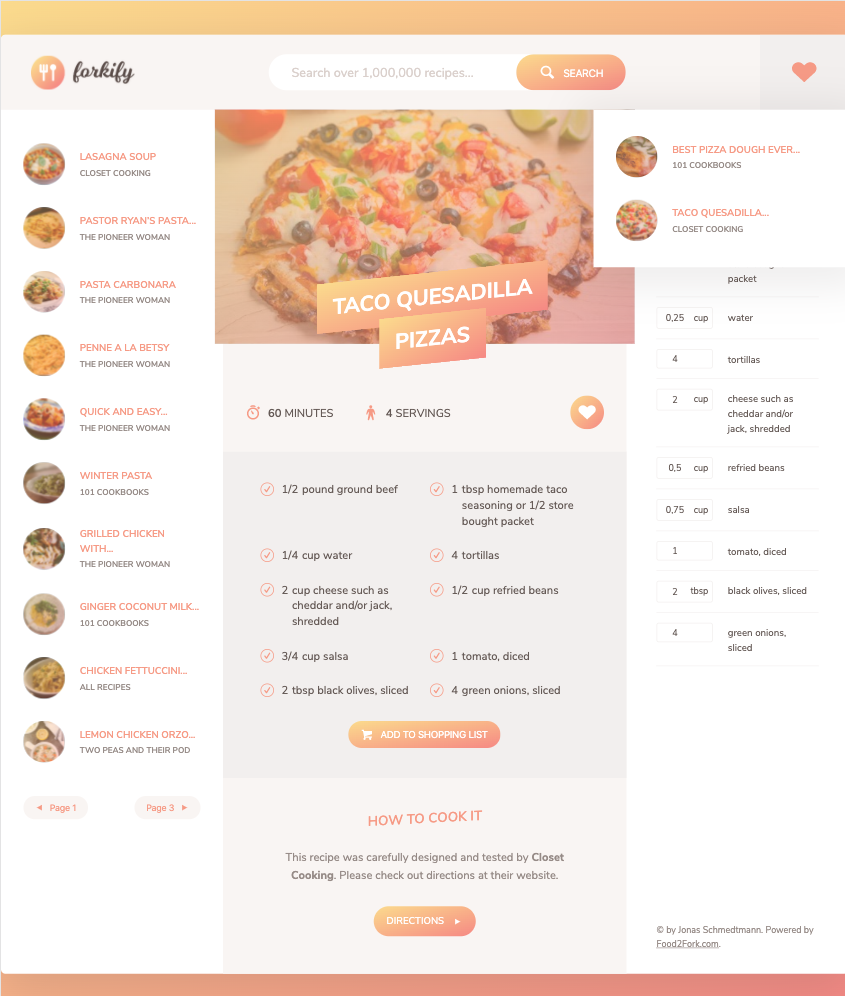 forkify
Search over 1,000,000 recipes...
SEARCH
LASAGNA SOUP
CLOSET COOKING
PASTOR RYAN'S PASTA...
THE PIONEER WOMAN
PASTA CARBONARA
THE PIONEER WOMAN
PENNE A LA BETSY
THE PIONEER WOMAN
QUICK AND EASY...
THE PIONEER WOMAN
WINTER PASTA
101 COOKBOOKS
GRILLED CHICKEN
WITH...
THE PIONEER WOMAN
GINGER COCONUT MILK...
101 COOKBOOKS
CHICKEN FETTUCCINI...
ALL RECIPES
LEMON CHICKEN ORZO...
TWO PEAS AND THEIR POD
Page 1
Page 3
TACO QUESADILLA
PIZZAS
60 MINUTES
4 SERVINGS
1/2 pound ground beef
1 tbsp homemade taco
seasoning or 1/2 store
bought packet
1/4 cup water
4 tortillas
2 cup cheese such as
cheddar and/or jack,
shredded
1/2 cup refried beans
3/4 cup salsa
1 tomato, diced
2 tbsp black olives, sliced
4 green onions, sliced
ADD TO SHOPPING LIST
HOW TO COOK IT
This recipe was carefully designed and tested by Closet
Cooking. Please check out directions at their website.
DIRECTIONS
BEST PIZZA DOUGH EVER...
101 COOKBOOKS
TACO QUESADILLA...
CLOSET COOKING
packet
0,25 cup water
4 tortillas
2 cup cheese such as
cheddar and/or
jack, shredded
0,5 cup refried beans
0,75 cup salsa
1 tomato, diced
2 tbsp black olives, sliced
4 green onions,
sliced
© by Jonas Schmedtmann. Powered by
Food2Fork.com.